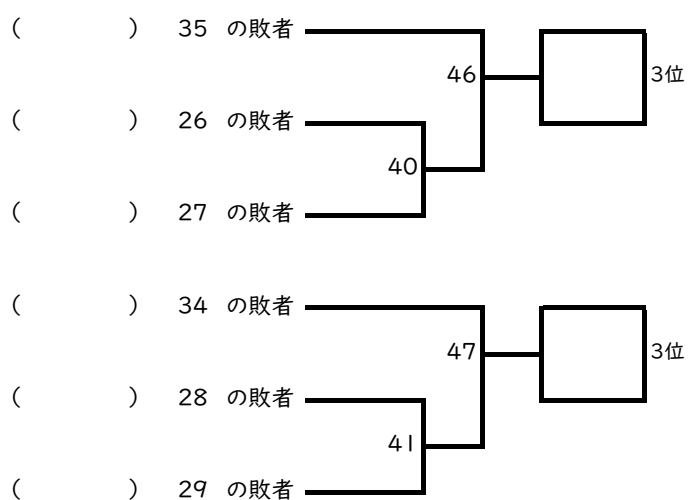 ( ) 35 の敗者
46 3位
( ) 26 の敗者
40
( ) 27 の敗者
( ) 34 の敗者
47 3位
( ) 28 の敗者
41
( ) 29 の敗者